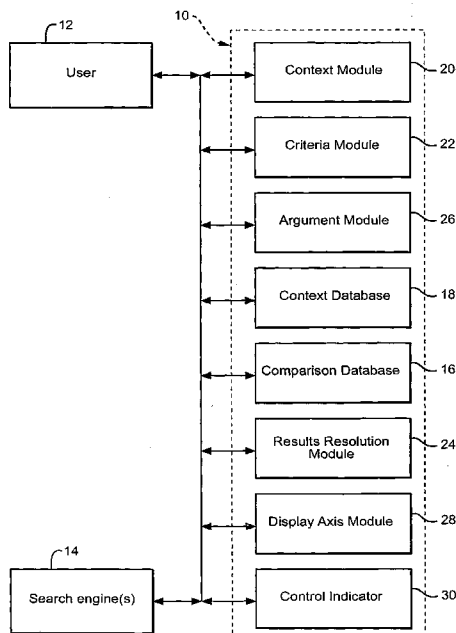 12
User
10
Context Module
20
Criteria Module
22
Argument Module
26
Context Database
18
Comparison Database
16
Results Resolution
Module
24
Display Axis Module
28
14
Search engine(s)
Control Indicator
30